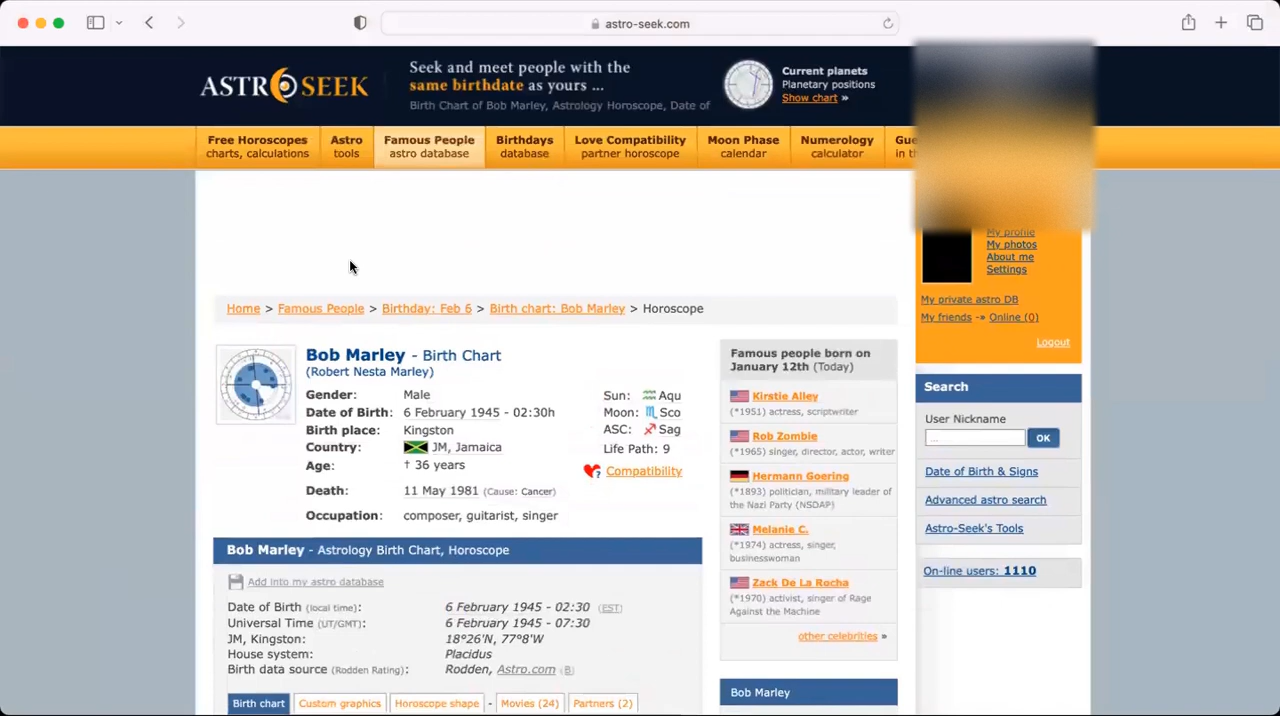 astro-seek.com
ASTROSEEK
Seek and meet people with the
same birthdate as yours ...
Birth Chart of Bob Marley, Astrology Horoscope, Date of
Current planets
Planetary positions
Show chart »
Free Horoscopes
charts, calculations
Astro
tools
Famous People
astro database
Birthdays
database
Love Compatibility
partner horoscope
Moon Phase
calendar
Numerology
calculator
My profile
My photos
About me
Settings
My private astro DB
My friends -» Online (0)
Logout
Home > Famous People > Birthday: Feb 6 > Birth chart: Bob Marley > Horoscope
Bob Marley - Birth Chart
(Robert Nesta Marley)
Gender: Male
Date of Birth: 6 February 1945 - 02:30h
Birth place: Kingston
Country: JM, Jamaica
Age: † 36 years
Death: 11 May 1981 (Cause: Cancer)
Occupation: composer, guitarist, singer
Sun: ♒ Aqu
Moon: ♏ Sco
ASC: ♐ Sag
Life Path: 9
Compatibility
Bob Marley - Astrology Birth Chart, Horoscope
Add into my astro database
Date of Birth (local time): 6 February 1945 - 02:30 (EST)
Universal Time (UT/GMT): 6 February 1945 - 07:30
JM, Kingston: 18°26'N, 77°8'W
House system: Placidus
Birth data source (Rodden Rating): Rodden, Astro.com (B)
Birth chart Custom graphics Horoscope shape - Movies (24) Partners (2)
Famous people born on
January 12th (Today)
Kirstie Alley
(*1951) actress, scriptwriter
Rob Zombie
(*1965) singer, director, actor, writer
Hermann Goering
(*1893) politician, military leader of
the Nazi Party (NSDAP)
Melanie C.
(*1974) actress, singer,
businesswoman
Zack De La Rocha
(*1970) activist, singer of Rage
Against the Machine
other celebrities »
Bob Marley
Search
User Nickname
...
OK
Date of Birth & Signs
Advanced astro search
Astro-Seek's Tools
On-line users: 1110